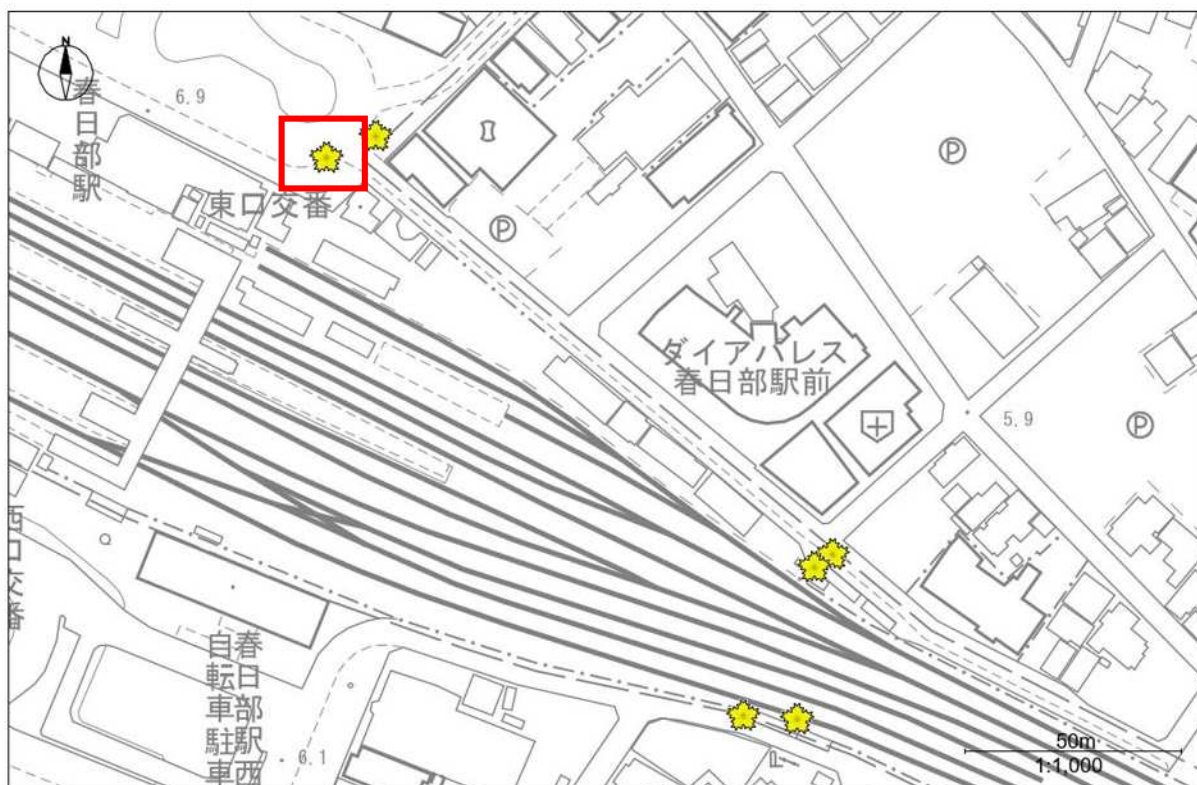 N
6.9
春日部駅
東口交番
P
P
ダイアパレス
春日部駅前
5.9
P
西口交番
春日部駅西
自転車駐車
6.1
50m
1:1,000